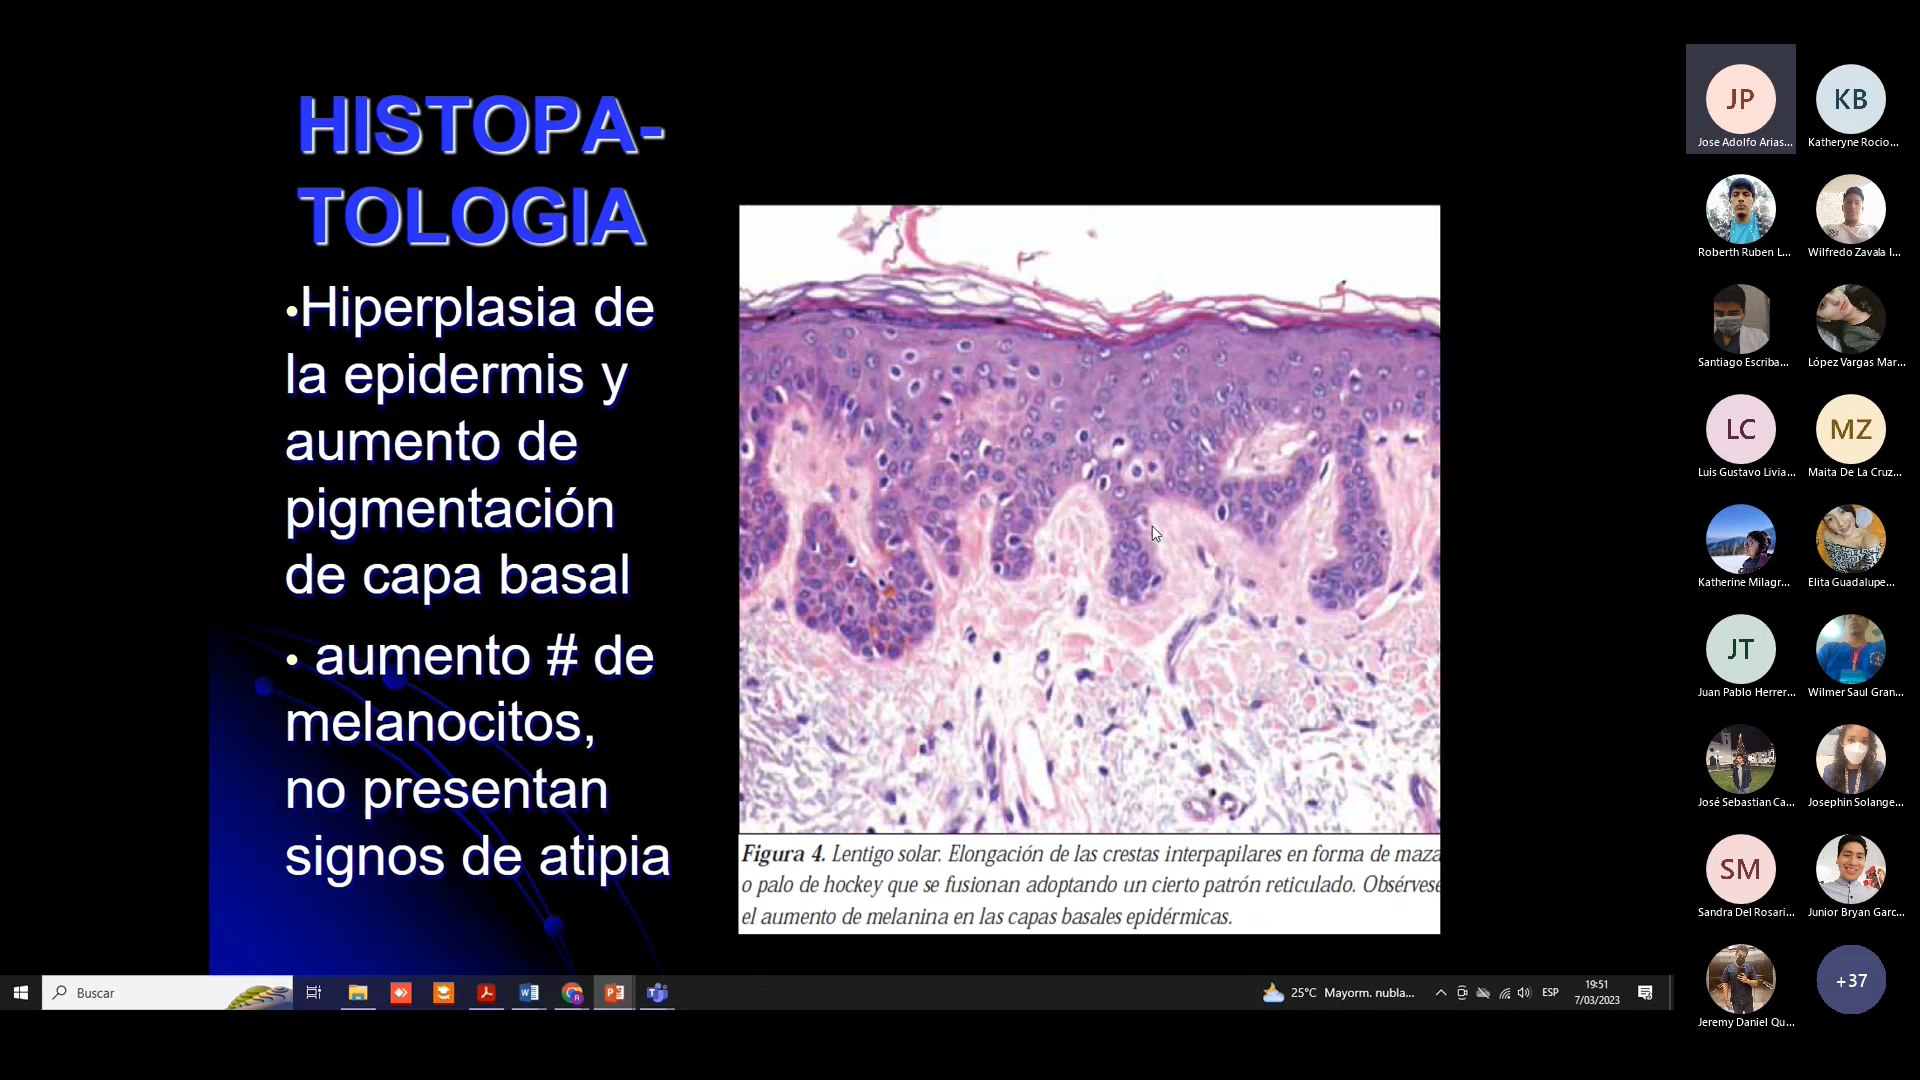 HISTOPA-
TOLOGIA
•Hiperplasia de
la epidermis y
aumento de
pigmentación
de capa basal
• aumento # de
melanocitos,
no presentan
signos de atipia
Figura 4. Lentigo solar. Elongación de las crestas interpapilares en forma de maza
o palo de hockey que se fusionan adoptando un cierto patrón reticulado. Obsérvese
el aumento de melanina en las capas basales epidérmicas.
JP
KB
Jose Adolfo Arias...
Katheryne Rocio...
Roberth Ruben L...
Wilfredo Zavala I...
Santiago Escriba...
López Vargas Mar...
LC
MZ
Luis Gustavo Livia...
Maita De La Cruz...
Katherine Milagr...
Elita Guadalupe...
JT
Juan Pablo Herrer...
Wilmer Saul Gran...
José Sebastian Ca...
Josephin Solange...
SM
Sandra Del Rosari...
Junior Bryan Garc...
+37
Jeremy Daniel Qu...
Buscar
25°C Mayorm. nubla...
ESP
19:51
7/03/2023